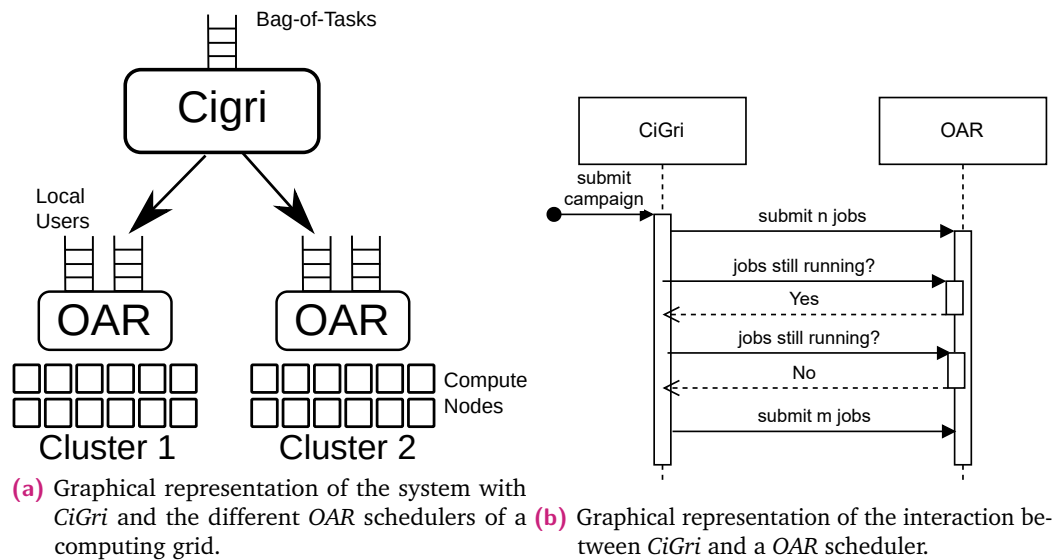 Bag-of-Tasks
Cigri
Local
Users
OAR
OAR
Compute
Nodes
Cluster 1
Cluster 2
(a) Graphical representation of the system with
CiGri and the different OAR schedulers of a
computing grid.
CiGri
OAR
submit
campaign
submit n jobs
jobs still running?
Yes
jobs still running?
No
submit m jobs
(b) Graphical representation of the interaction be-
tween CiGri and a OAR scheduler.